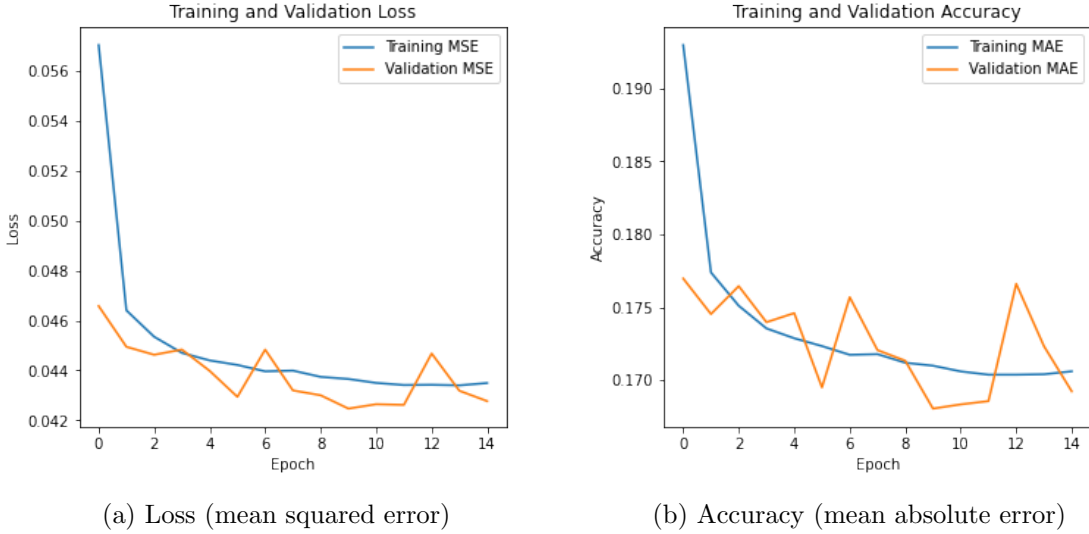 Training and Validation Loss
Training MSE
Validation MSE
0.056
0.054
0.052
0.050
0.048
0.046
0.044
0.042
Loss
0 2 4 6 8 10 12 14
Epoch
(a) Loss (mean squared error)
Training and Validation Accuracy
Training MAE
Validation MAE
0.190
0.185
0.180
0.175
0.170
Accuracy
0 2 4 6 8 10 12 14
Epoch
(b) Accuracy (mean absolute error)